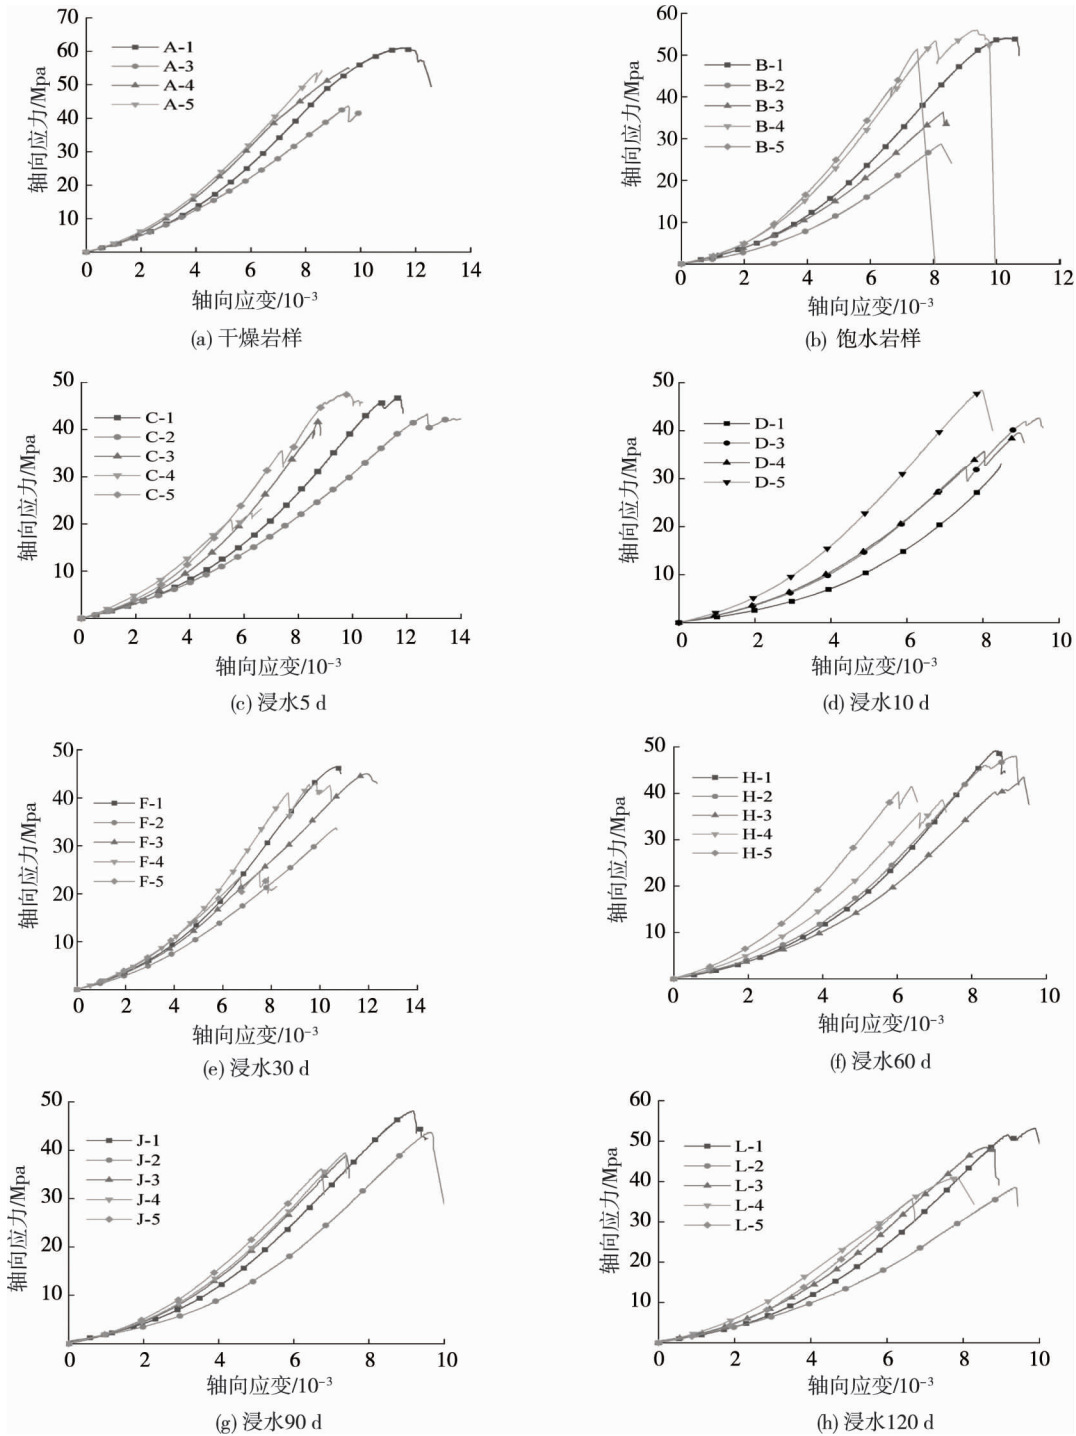 70
60
50
40
30
20
10
0 2 4 6 8 10 12 14
轴向应力/Mpa
A-1
A-3
A-4
A-5
轴向应变/10⁻³
(a) 干燥岩样
60
50
40
30
20
10
0 2 4 6 8 10 12
轴向应力/Mpa
B-1
B-2
B-3
B-4
B-5
轴向应变/10⁻³
(b) 饱水岩样
50
40
30
20
10
0 2 4 6 8 10 12 14
轴向应力/Mpa
C-1
C-2
C-3
C-4
C-5
轴向应变/10⁻³
(c) 浸水5 d
50
40
30
20
10
0 2 4 6 8 10
轴向应力/Mpa
D-1
D-3
D-4
D-5
轴向应变/10⁻³
(d) 浸水10 d
50
40
30
20
10
0 2 4 6 8 10 12 14
轴向应力/Mpa
F-1
F-2
F-3
F-4
F-5
轴向应变/10⁻³
(e) 浸水30 d
50
40
30
20
10
0 2 4 6 8 10
轴向应力/Mpa
H-1
H-2
H-3
H-4
H-5
轴向应变/10⁻³
(f) 浸水60 d
50
40
30
20
10
0 2 4 6 8 10
轴向应力/Mpa
J-1
J-2
J-3
J-4
J-5
轴向应变/10⁻³
(g) 浸水90 d
60
50
40
30
20
10
0 2 4 6 8 10
轴向应力/Mpa
L-1
L-2
L-3
L-4
L-5
轴向应变/10⁻³
(h) 浸水120 d